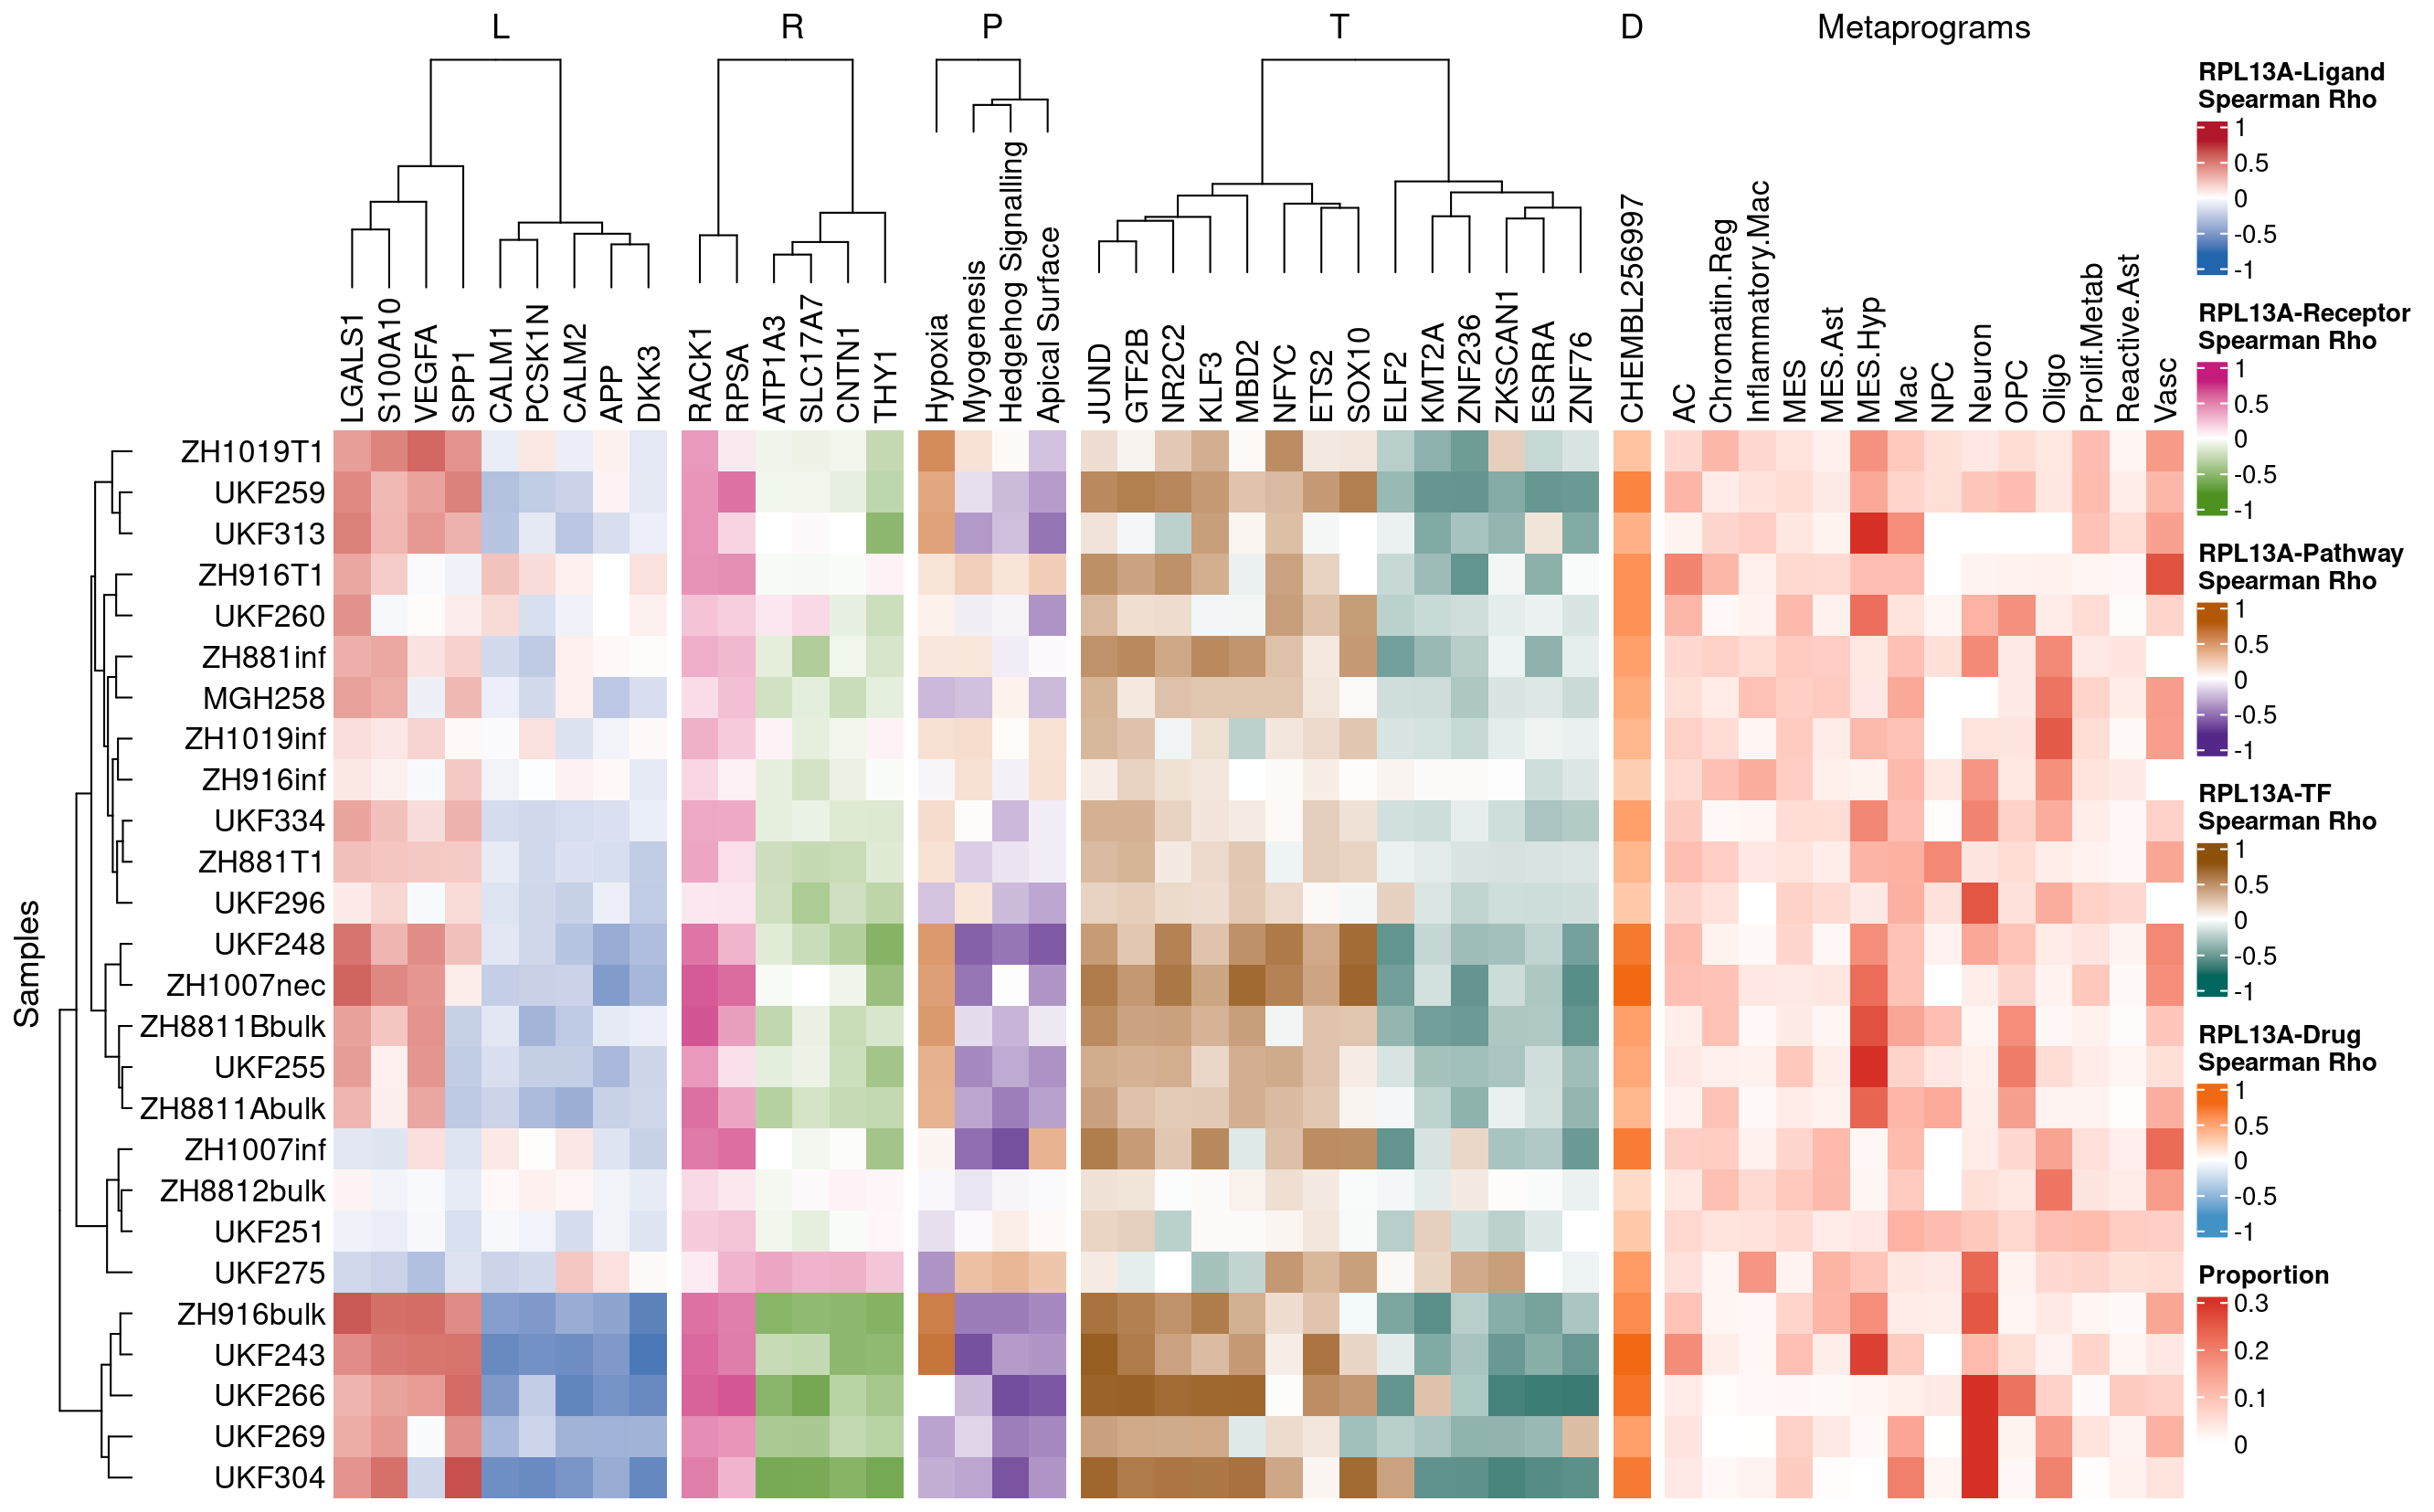 L
R
P
T
D
Metaprograms
LGALS1
S100A10
VEGFA
SPP1
CALM1
PCSK1N
CALM2
APP
DKK3
RACK1
RPSA
ATP1A3
SLC17A7
CNTN1
THY1
Hypoxia
Myogenesis
Hedgehog Signalling
Apical Surface
JUND
GTF2B
NR2C2
KLF3
MBD2
NFYC
ETS2
SOX10
ELF2
KMT2A
ZNF236
ZKSCAN1
ESRRA
ZNF76
CHEMBL256997
AC
Chromatin.Reg
Inflammatory.Mac
MES
MES.Ast
MES.Hyp
Mac
NPC
Neuron
OPC
Oligo
Prolif.Metab
Reactive.Ast
Vasc
Samples
ZH1019T1
UKF259
UKF313
ZH916T1
UKF260
ZH881inf
MGH258
ZH1019inf
ZH916inf
UKF334
ZH881T1
UKF296
UKF248
ZH1007nec
ZH8811Bbulk
UKF255
ZH8811Abulk
ZH1007inf
ZH8812bulk
UKF251
UKF275
ZH916bulk
UKF243
UKF266
UKF269
UKF304
RPL13A-Ligand
Spearman Rho
1
0.5
0
-0.5
-1
RPL13A-Receptor
Spearman Rho
1
0.5
0
-0.5
-1
RPL13A-Pathway
Spearman Rho
1
0.5
0
-0.5
-1
RPL13A-TF
Spearman Rho
1
0.5
0
-0.5
-1
RPL13A-Drug
Spearman Rho
1
0.5
0
-0.5
-1
Proportion
0.3
0.2
0.1
0